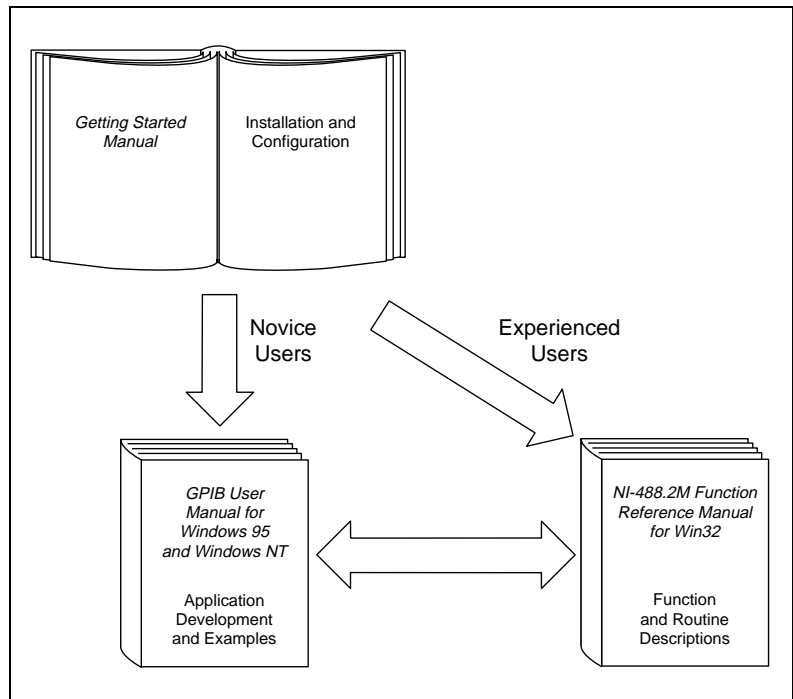 Getting Started
Manual
Installation and
Configuration
Novice
Users
Experienced
Users
GPIB User
Manual for
Windows 95
and Windows NT
Application
Development
and Examples
NI-488.2M Function
Reference Manual
for Win32
Function
and Routine
Descriptions